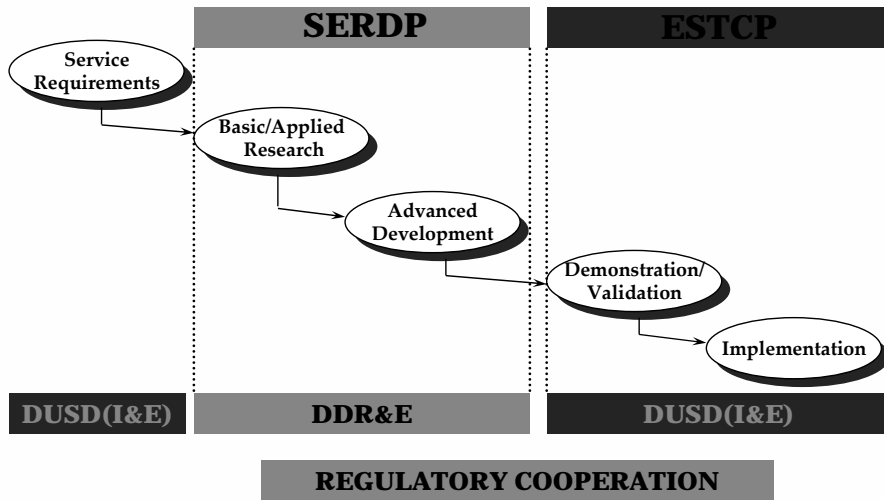 SERDP
ESTCP
Service
Requirements
Basic/Applied
Research
Advanced
Development
Demonstration/
Validation
Implementation
DUSD(I&E)
DDR&E
DUSD(I&E)
REGULATORY COOPERATION